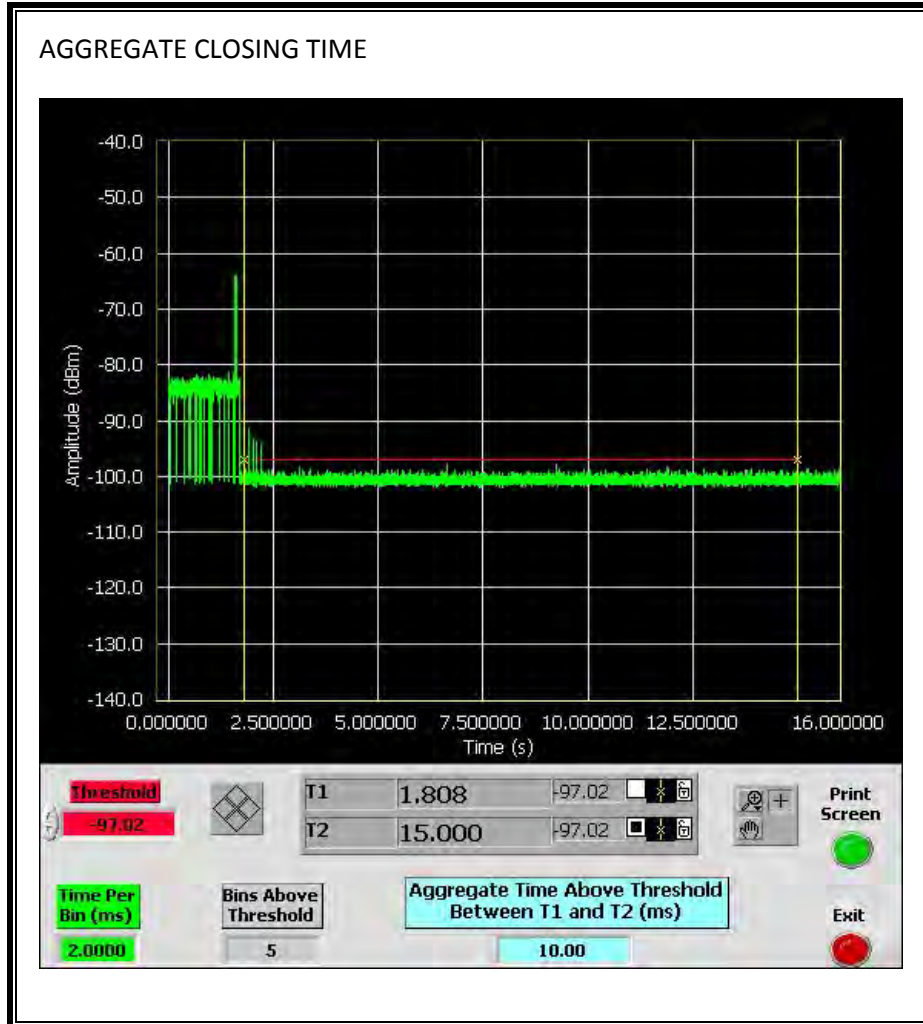 AGGREGATE CLOSING TIME
-40.0
-50.0
-60.0
-70.0
-80.0
-90.0
-100.0
-110.0
-120.0
-130.0
-140.0
Amplitude (dBm)
0.000000 2.500000 5.000000 7.500000 10.000000 12.500000 16.000000
Time (s)
Threshold
-97.02
T1 1.808 -97.02
T2 15.000 -97.02
Print
Screen
Time Per
Bin (ms)
2.0000
Bins Above
Threshold
5
Aggregate Time Above Threshold
Between T1 and T2 (ms)
10.00
Exit